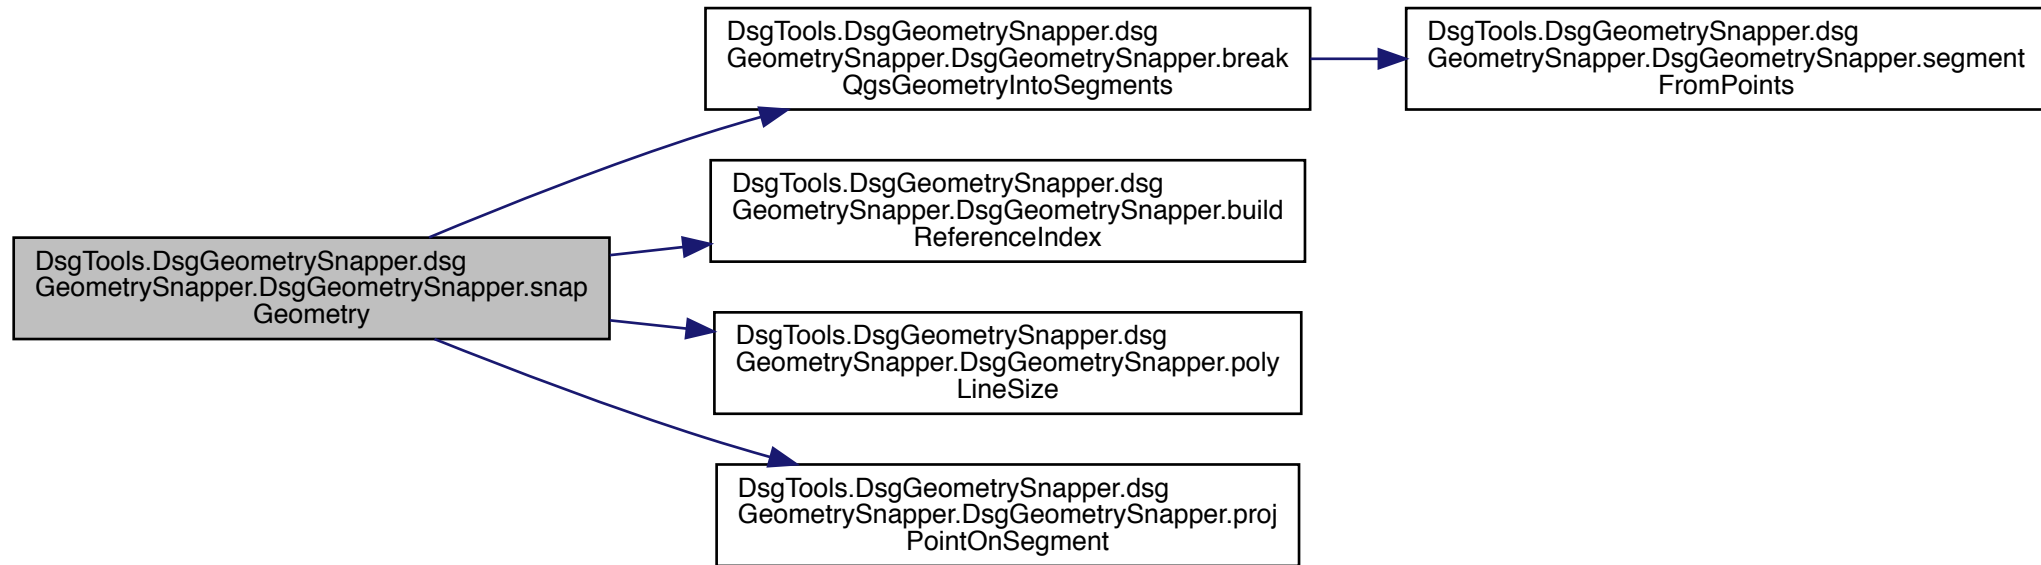 DsgTools.DsgGeometrySnapper.dsg
GeometrySnapper.DsgGeometrySnapper.snap
Geometry
DsgTools.DsgGeometrySnapper.dsg
GeometrySnapper.DsgGeometrySnapper.break
QgsGeometryIntoSegments
DsgTools.DsgGeometrySnapper.dsg
GeometrySnapper.DsgGeometrySnapper.segment
FromPoints
DsgTools.DsgGeometrySnapper.dsg
GeometrySnapper.DsgGeometrySnapper.build
ReferenceIndex
DsgTools.DsgGeometrySnapper.dsg
GeometrySnapper.DsgGeometrySnapper.poly
LineSize
DsgTools.DsgGeometrySnapper.dsg
GeometrySnapper.DsgGeometrySnapper.proj
PointOnSegment